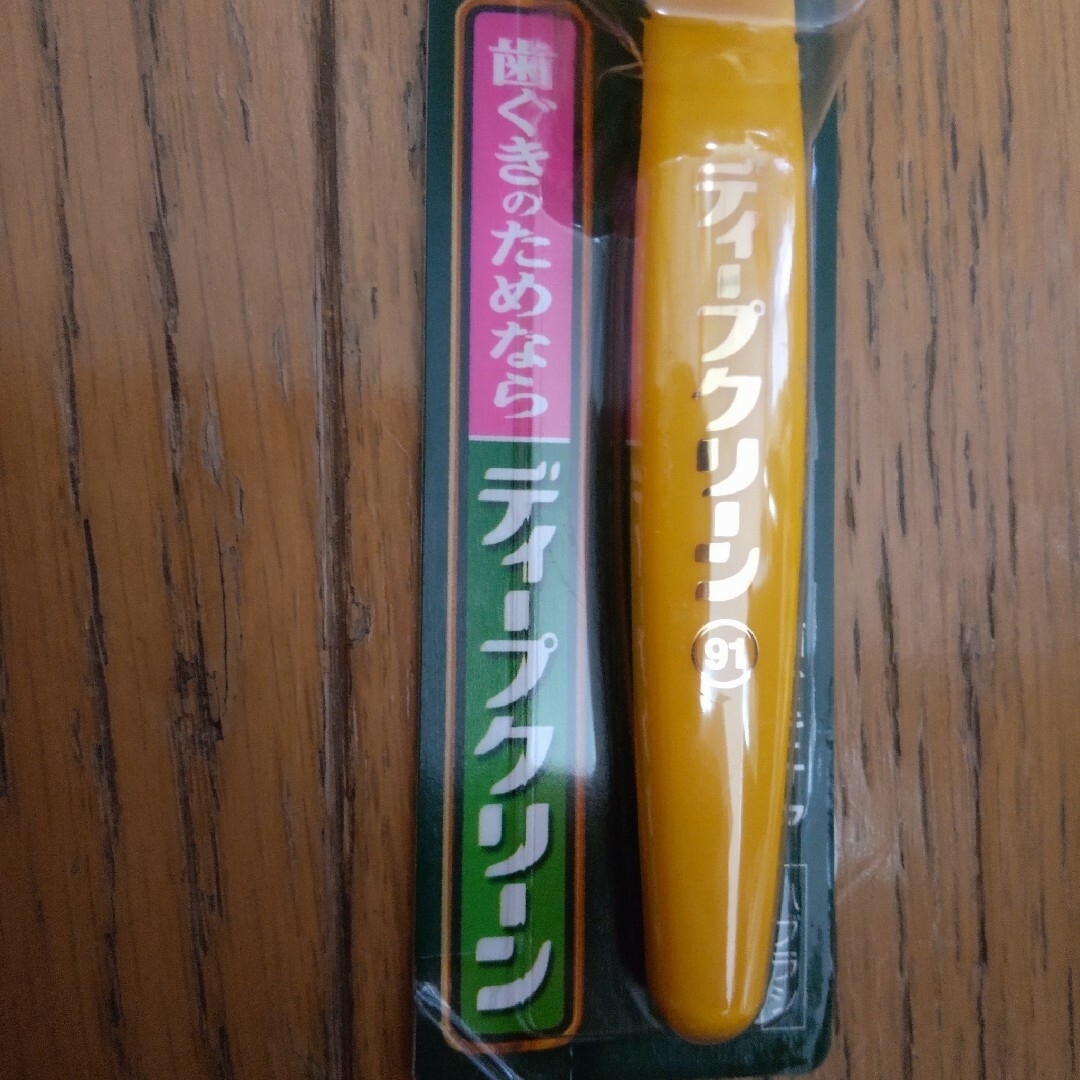 歯ぐきのためなら
ディープクリーン
ディープクリーン
91